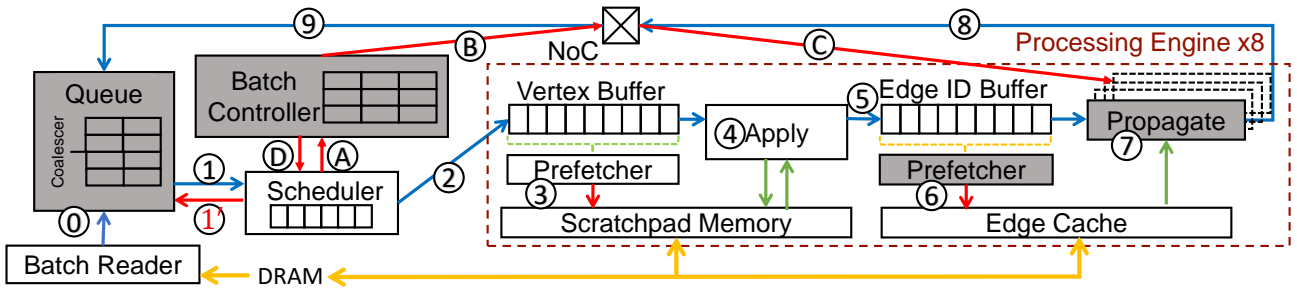 9
8
B
C
NoC
Processing Engine x8
Queue
Coalescer
Batch
Controller
Vertex Buffer
5
Edge ID Buffer
4
Apply
Propagate
7
D
A
1
2
Prefetcher
3
Prefetcher
6
Scheduler
1'
0
Scratchpad Memory
Edge Cache
Batch Reader
DRAM